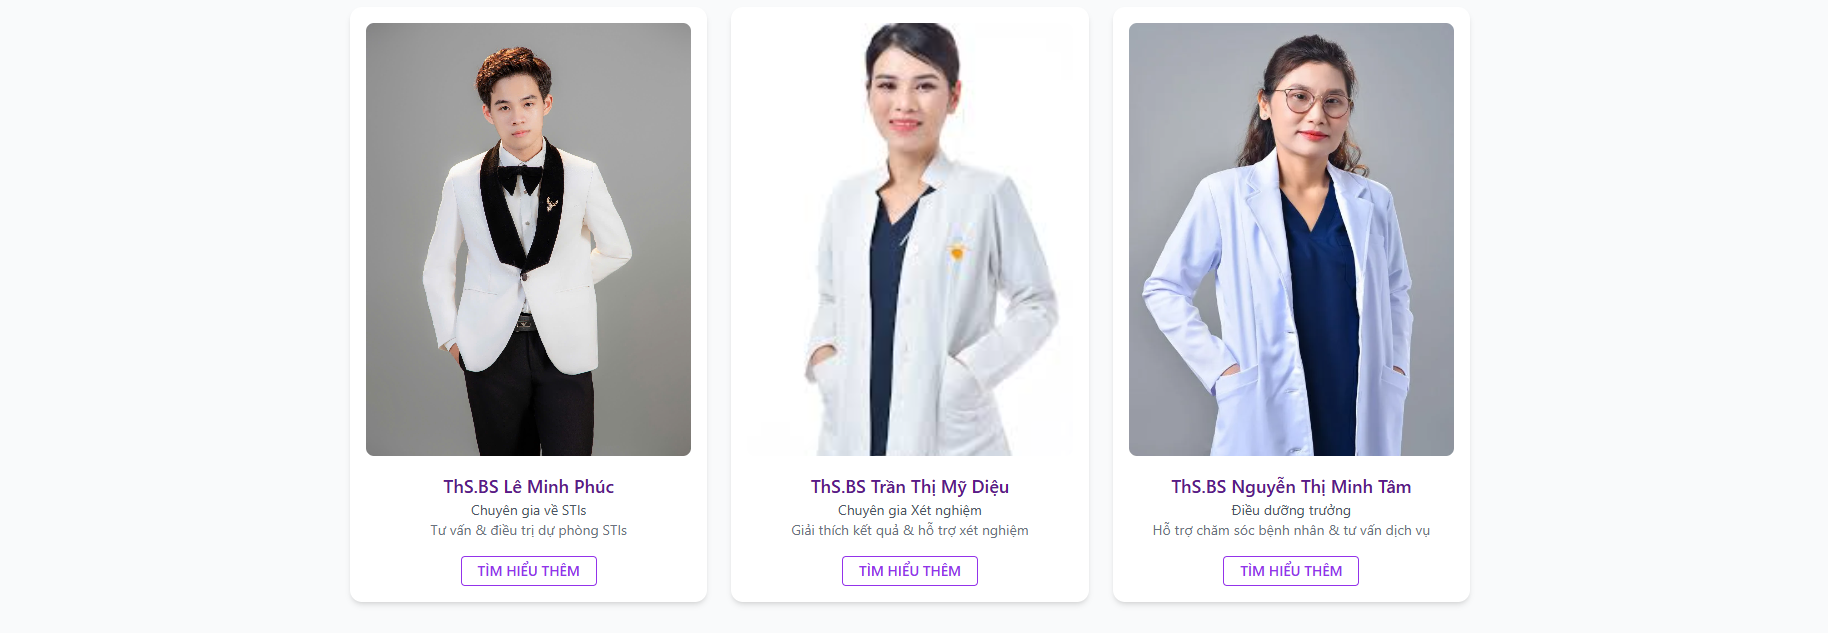 ThS.BS Lê Minh Phúc
Chuyên gia về STIs
Tư vấn & điều trị dự phòng STIs
TÌM HIỂU THÊM
ThS.BS Trần Thị Mỹ Diệu
Chuyên gia Xét nghiệm
Giải thích kết quả & hỗ trợ xét nghiệm
TÌM HIỂU THÊM
ThS.BS Nguyễn Thị Minh Tâm
Điều dưỡng trưởng
Hỗ trợ chăm sóc bệnh nhân & tư vấn dịch vụ
TÌM HIỂU THÊM